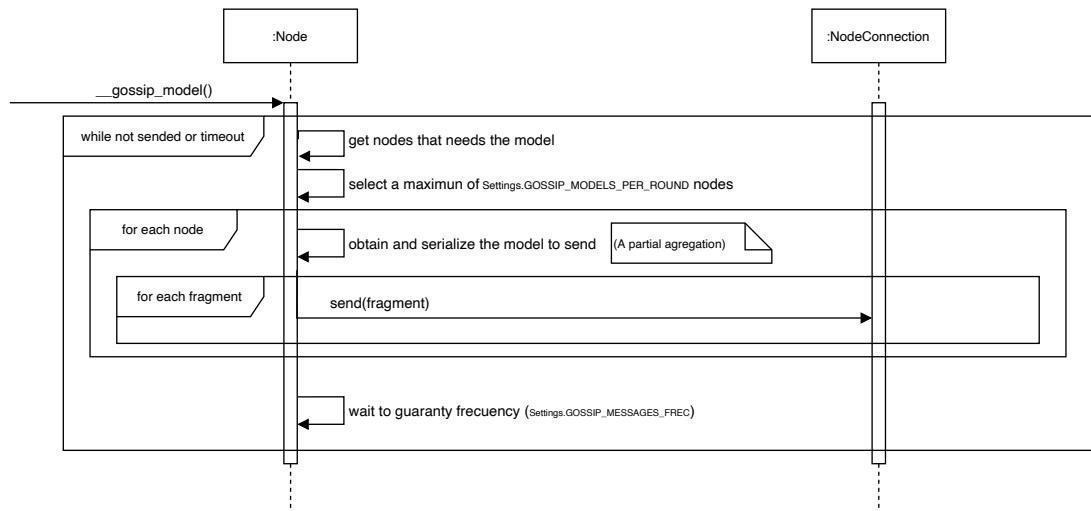 :Node
:NodeConnection
__gossip_model()
while not sended or timeout
get nodes that needs the model
select a maximun of Settings.GOSSIP_MODELS_PER_ROUND nodes
for each node
obtain and serialize the model to send
(A partial agregation)
for each fragment
send(fragment)
wait to guaranty frecuency (Settings.GOSSIP_MESSAGES_FREC)